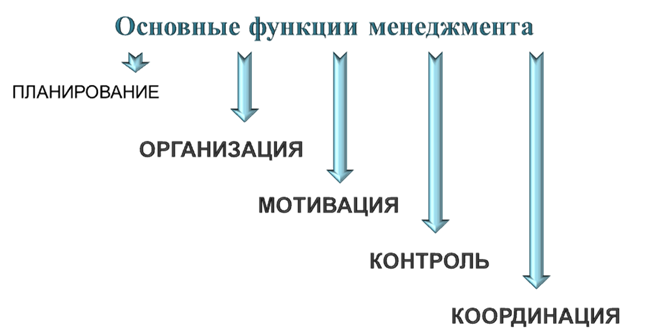 Основные функции менеджмента
ПЛАНИРОВАНИЕ
ОРГАНИЗАЦИЯ
МОТИВАЦИЯ
КОНТРОЛЬ
КООРДИНАЦИЯ